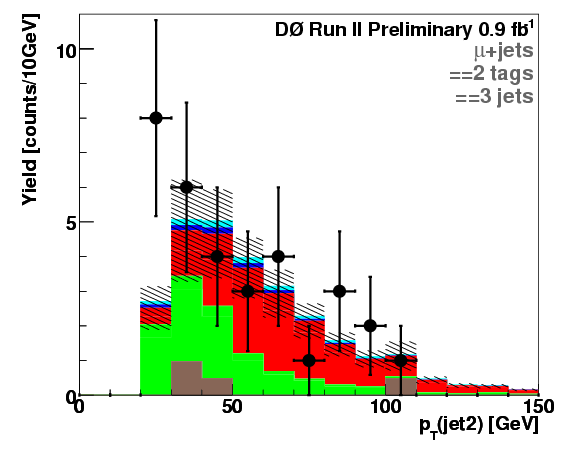 DØ Run II Preliminary 0.9 fb-1
μ+jets
==2 tags
==3 jets
Yield [counts/10GeV]
10
5
0
0 50 100 150
pT(jet2) [GeV]